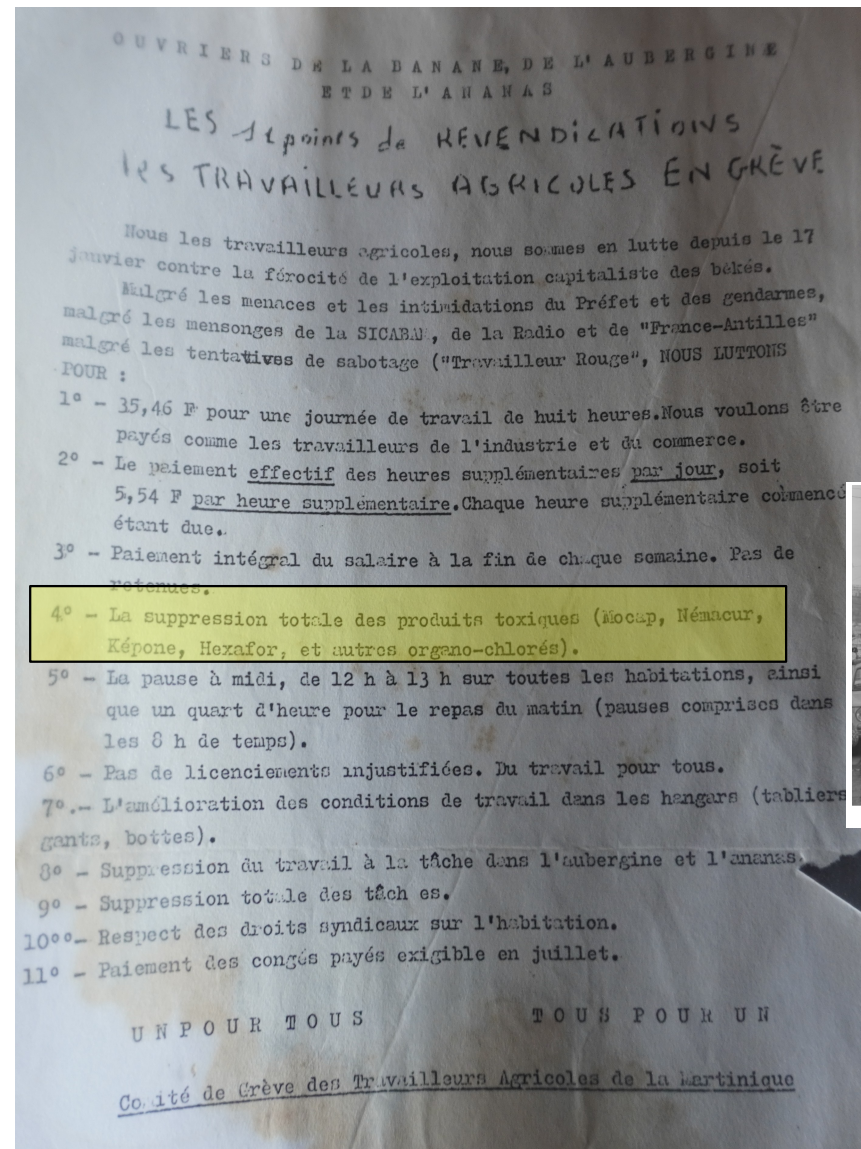 OUVRIERS DE LA BANANE, DE L'AUBERGINE
ETDE L'ANANAS
LES 11 points de REVENDICATIONS
les TRAVAILLEURS AGRICOLES EN GRÈVE
Nous les travailleurs agricoles, nous sommes en lutte depuis le 17
janvier contre la férocité de l'exploitation capitaliste des békés.
Malgré les menaces et les intimidations du Préfet et des gendarmes,
malgré les mensonges de la SICABAM, de la Radio et de "France-Antilles"
malgré les tentatives de sabotage ("Travailleur Rouge", NOUS LUTTONS
POUR :
1° - 35,46 F pour une journée de travail de huit heures.Nous voulons être
payés comme les travailleurs de l'industrie et du commerce.
2° - Le paiement effectif des heures supplémentaires par jour, soit
5,54 F par heure supplémentaire.Chaque heure supplémentaire commencé
étant due.
3° - Paiement intégral du salaire à la fin de chaque semaine. Pas de
retenues.
4° - La suppression totale des produits toxiques (Mocap, Némacur,
Képone, Hexafor, et autres organo-chlorés).
5° - La pause à midi, de 12 h à 13 h sur toutes les habitations, ainsi
que un quart d'heure pour le repas du matin (pauses comprises dans
les 8 h de temps).
6° - Pas de licenciements injustifiées. Du travail pour tous.
7°.- L'amélioration des conditions de travail dans les hangars (tabliers
gants, bottes).
8° - Suppression du travail à la tâche dans l'aubergine et l'ananas.
9° - Suppression totale des tâch es.
10°°- Respect des droits syndicaux sur l'habitation.
11° - Paiement des congés payés exigible en juillet.
UNPOUR TOUS TOUS POUR UN
Comité de Grève des Travailleurs Agricoles de la Martinique